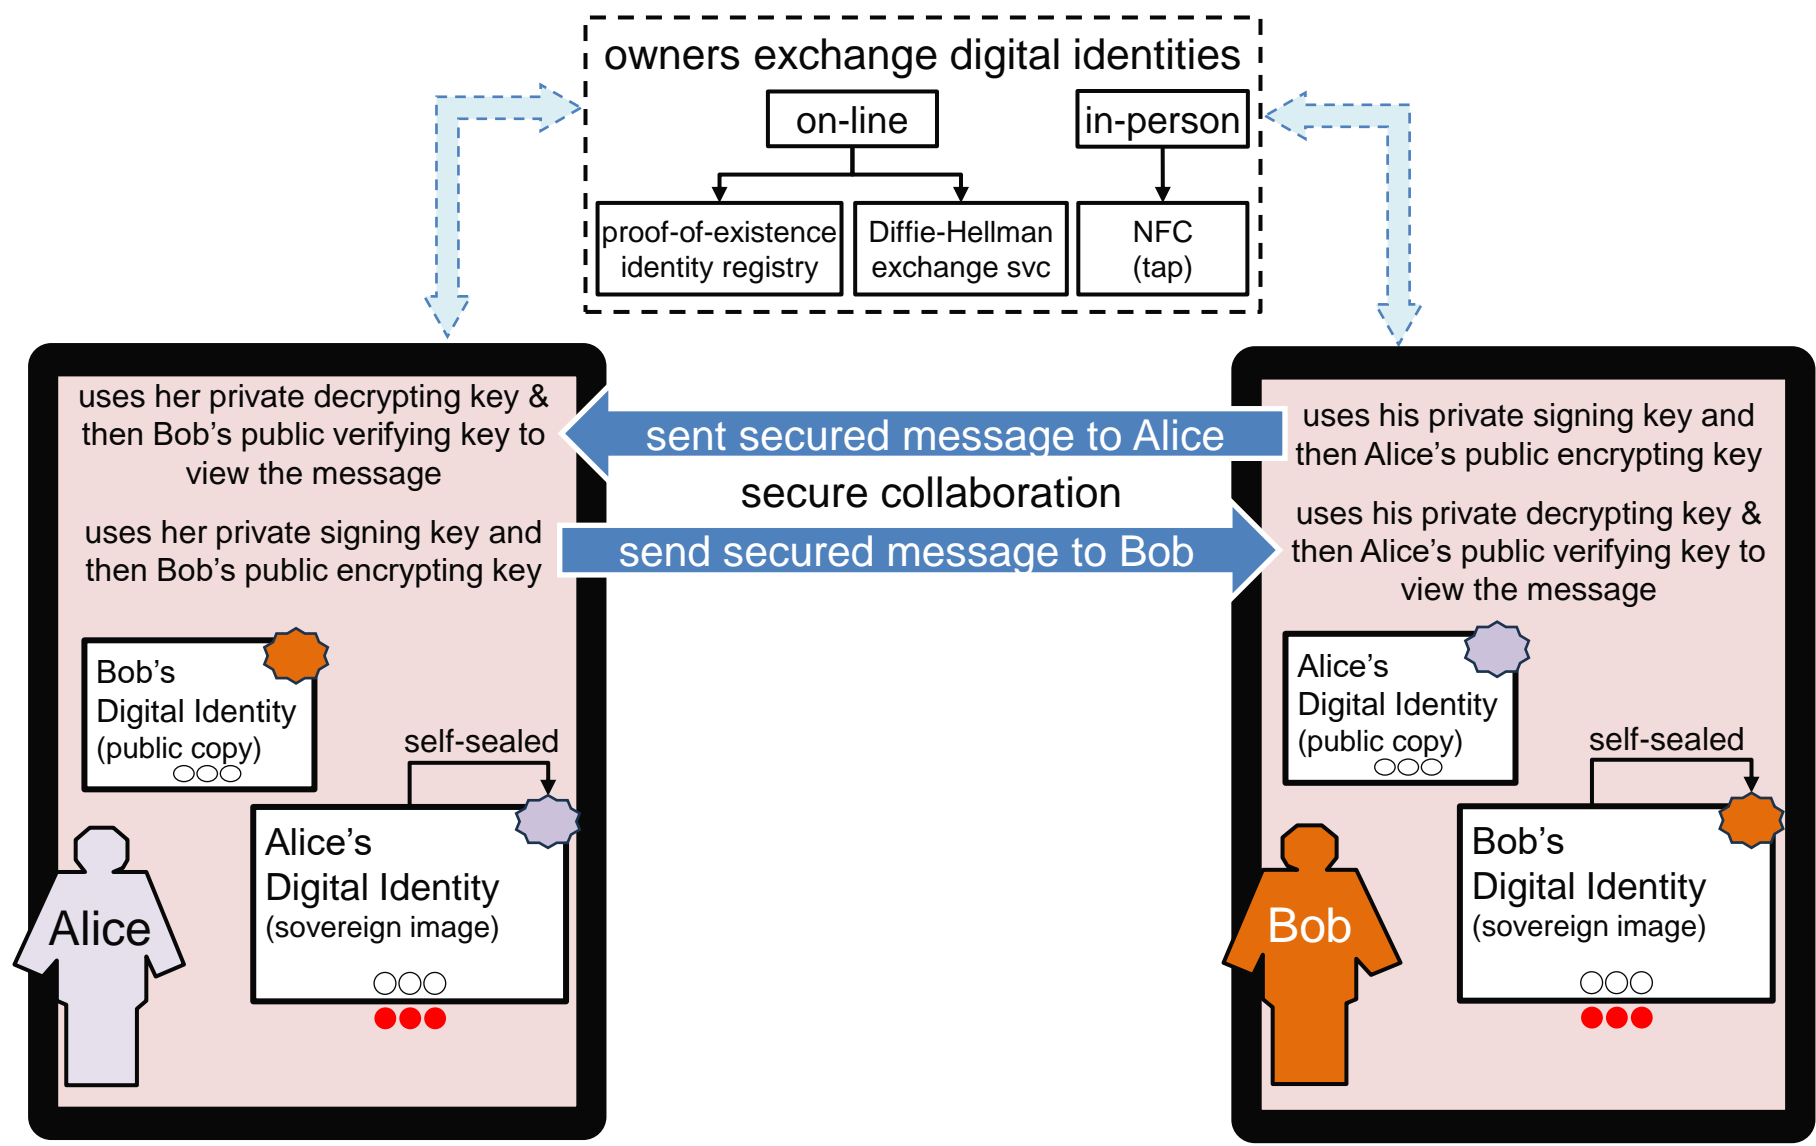 owners exchange digital identities
on-line
in-person
proof-of-existence
identity registry
Diffie-Hellman
exchange svc
NFC
(tap)
uses her private decrypting key &
then Bob's public verifying key to
view the message
uses her private signing key and
then Bob's public encrypting key
sent secured message to Alice
secure collaboration
send secured message to Bob
uses his private signing key and
then Alice's public encrypting key
uses his private decrypting key &
then Alice's public verifying key to
view the message
Bob's
Digital Identity
(public copy)
self-sealed
Alice's
Digital Identity
(sovereign image)
Alice
Alice's
Digital Identity
(public copy)
self-sealed
Bob's
Digital Identity
(sovereign image)
Bob